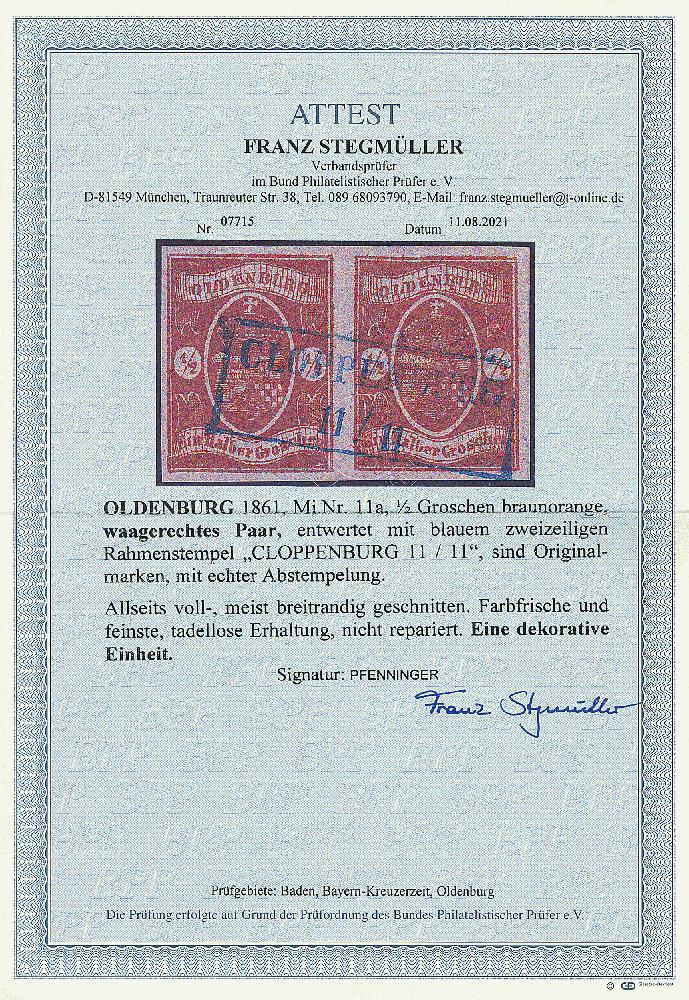 ATTEST
FRANZ STEGMÜLLER
Verbandsprüfer
im Bund Philatelistischer Prüfer e. V
D-81549 München, Traunreuter Str. 38, Tel. 089 68093790, E-Mail: franz.stegmueller@t-online.de
Nr. 07715 Datum 11.08.2021
OLDENBURG OLDENBURG
CLOPPENBURG
11 / 11
OLDENBURG 1861, Mi.Nr. 11a, ½ Groschen braunorange,
waagerechtes Paar, entwertet mit blauem zweizeiligen
Rahmenstempel „CLOPPENBURG 11 / 11“, sind Original-
marken, mit echter Abstempelung.
Allseits voll-, meist breitrandig geschnitten. Farbfrische und
feinste, tadellose Erhaltung, nicht repariert. Eine dekorative
Einheit.
Signatur: PFENNINGER
Franz Stegmüller
Prüfgebiete: Baden, Bayern-Kreuzerzeit, Oldenburg
Die Prüfung erfolgte auf Grund der Prüfordnung des Bundes Philatelistischer Prüfer e.V.